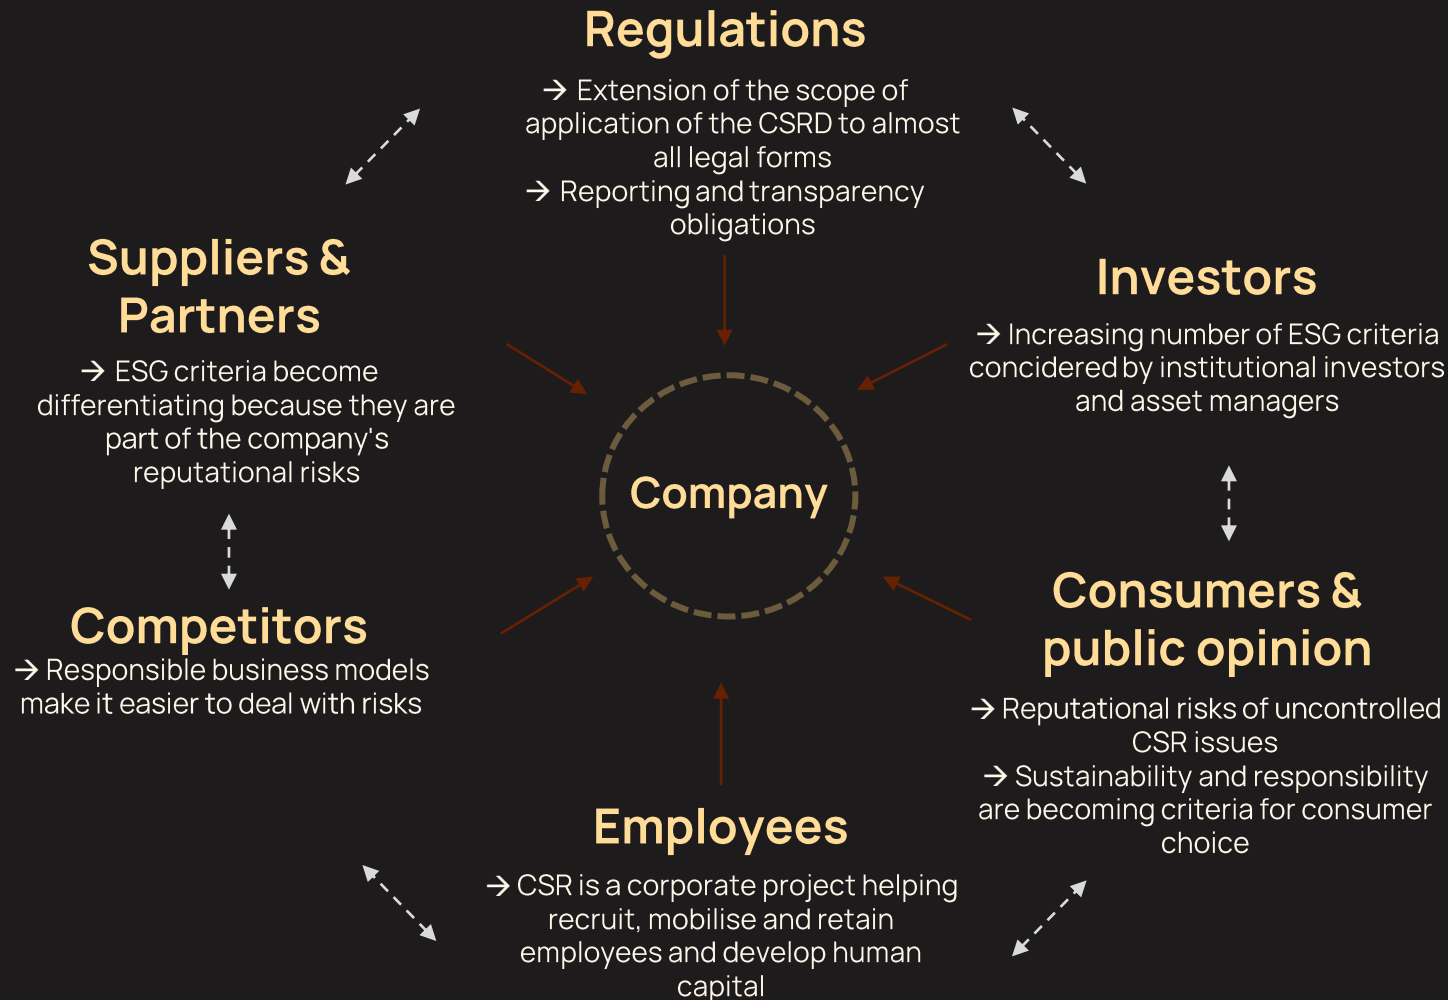 Regulations
→ Extension of the scope of
application of the CSRD to almost
all legal forms
→ Reporting and transparency
obligations
Suppliers &
Partners
→ ESG criteria become
differentiating because they are
part of the company's
reputational risks
Investors
→ Increasing number of ESG criteria
concidered by institutional investors
and asset managers
Company
Competitors
→ Responsible business models
make it easier to deal with risks
Consumers &
public opinion
→ Reputational risks of uncontrolled
CSR issues
→ Sustainability and responsibility
are becoming criteria for consumer
choice
Employees
→ CSR is a corporate project helping
recruit, mobilise and retain
employees and develop human
capital